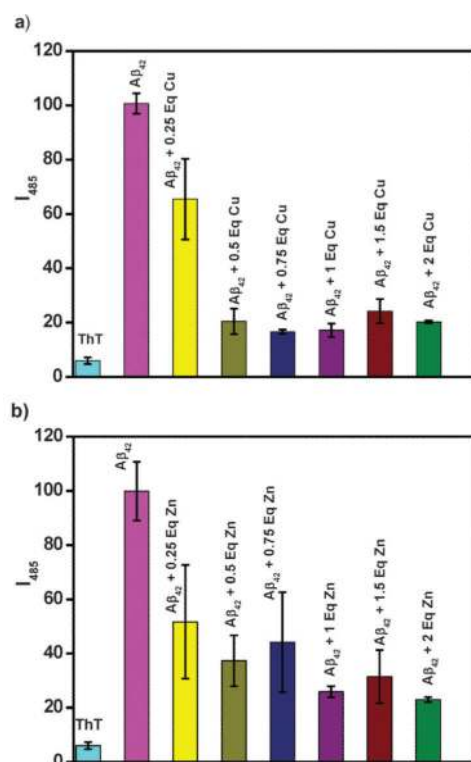 a)
120
100
80
60
40
20
0
I₄₈₅
ThT
Aβ₄₂
Aβ₄₂ + 0.25 Eq Cu
Aβ₄₂ + 0.5 Eq Cu
Aβ₄₂ + 0.75 Eq Cu
Aβ₄₂ + 1 Eq Cu
Aβ₄₂ + 1.5 Eq Cu
Aβ₄₂ + 2 Eq Cu
b)
120
100
80
60
40
20
0
I₄₈₅
ThT
Aβ₄₂
Aβ₄₂ + 0.25 Eq Zn
Aβ₄₂ + 0.5 Eq Zn
Aβ₄₂ + 0.75 Eq Zn
Aβ₄₂ + 1 Eq Zn
Aβ₄₂ + 1.5 Eq Zn
Aβ₄₂ + 2 Eq Zn